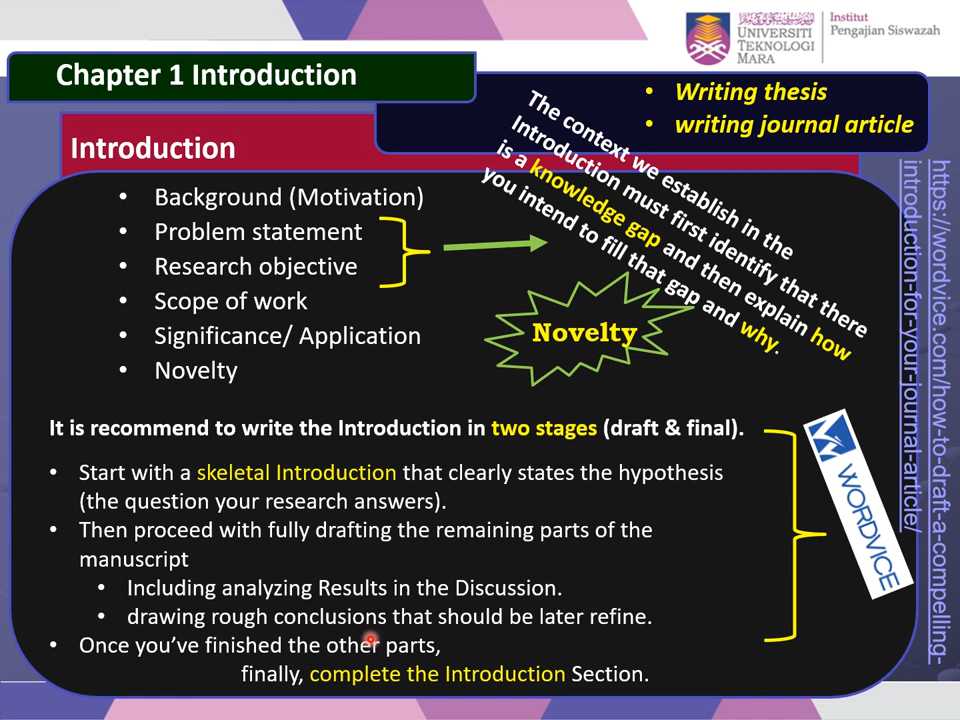 UNIVERSITI
TEKNOLOGI
MARA
Institut
Pengajian Siswazah
Chapter 1 Introduction
• Writing thesis
• writing journal article
Introduction
• Background (Motivation)
• Problem statement
• Research objective
• Scope of work
• Significance/ Application
• Novelty
The context we establish in the
Introduction must first identify that there
is a knowledge gap and then explain how
you intend to fill that gap and why.
Novelty
It is recommend to write the Introduction in two stages (draft & final).
• Start with a skeletal Introduction that clearly states the hypothesis
(the question your research answers).
• Then proceed with fully drafting the remaining parts of the
manuscript
• Including analyzing Results in the Discussion.
• drawing rough conclusions that should be later refine.
• Once you’ve finished the other parts,
finally, complete the Introduction Section.
WORDVICE
https://wordvice.com/how-to-draft-a-compelling-
introduction-for-your-journal-article/